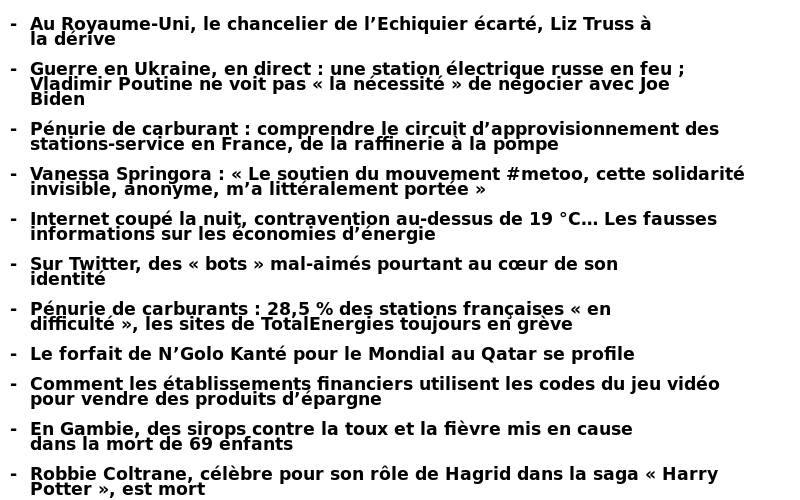 - Au Royaume-Uni, le chancelier de l’Echiquier écarté, Liz Truss à
la dérive
- Guerre en Ukraine, en direct : une station électrique russe en feu ;
Vladimir Poutine ne voit pas « la nécessité » de négocier avec Joe
Biden
- Pénurie de carburant : comprendre le circuit d’approvisionnement des
stations-service en France, de la raffinerie à la pompe
- Vanessa Springora : « Le soutien du mouvement #metoo, cette solidarité
invisible, anonyme, m’a littéralement portée »
- Internet coupé la nuit, contravention au-dessus de 19 °C… Les fausses
informations sur les économies d’énergie
- Sur Twitter, des « bots » mal-aimés pourtant au cœur de son
identité
- Pénurie de carburants : 28,5 % des stations françaises « en
difficulté », les sites de TotalEnergies toujours en grève
- Le forfait de N’Golo Kanté pour le Mondial au Qatar se profile
- Comment les établissements financiers utilisent les codes du jeu vidéo
pour vendre des produits d’épargne
- En Gambie, des sirops contre la toux et la fièvre mis en cause
dans la mort de 69 enfants
- Robbie Coltrane, célèbre pour son rôle de Hagrid dans la saga « Harry
Potter », est mort